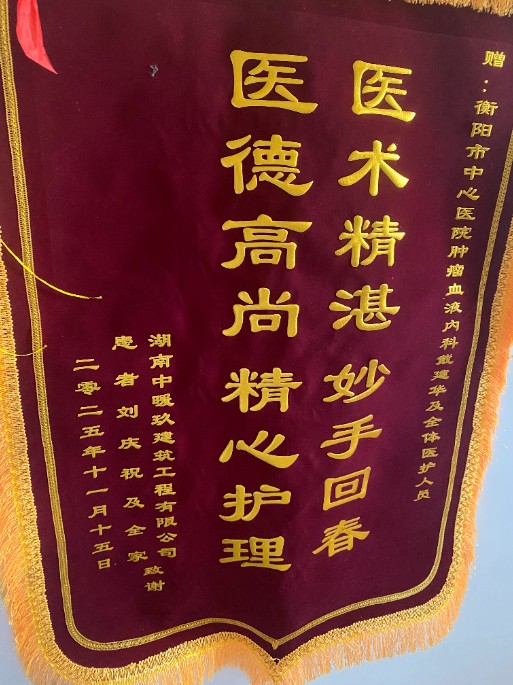 赠：衡阳市中心医院肿瘤血液内科戴建华及全体医护人员
医术精湛 妙手回春
医德高尚 精心护理
湖南中暖玖建筑工程有限公司
患者刘庆祝及全家致谢
二零二五年十一月十五日